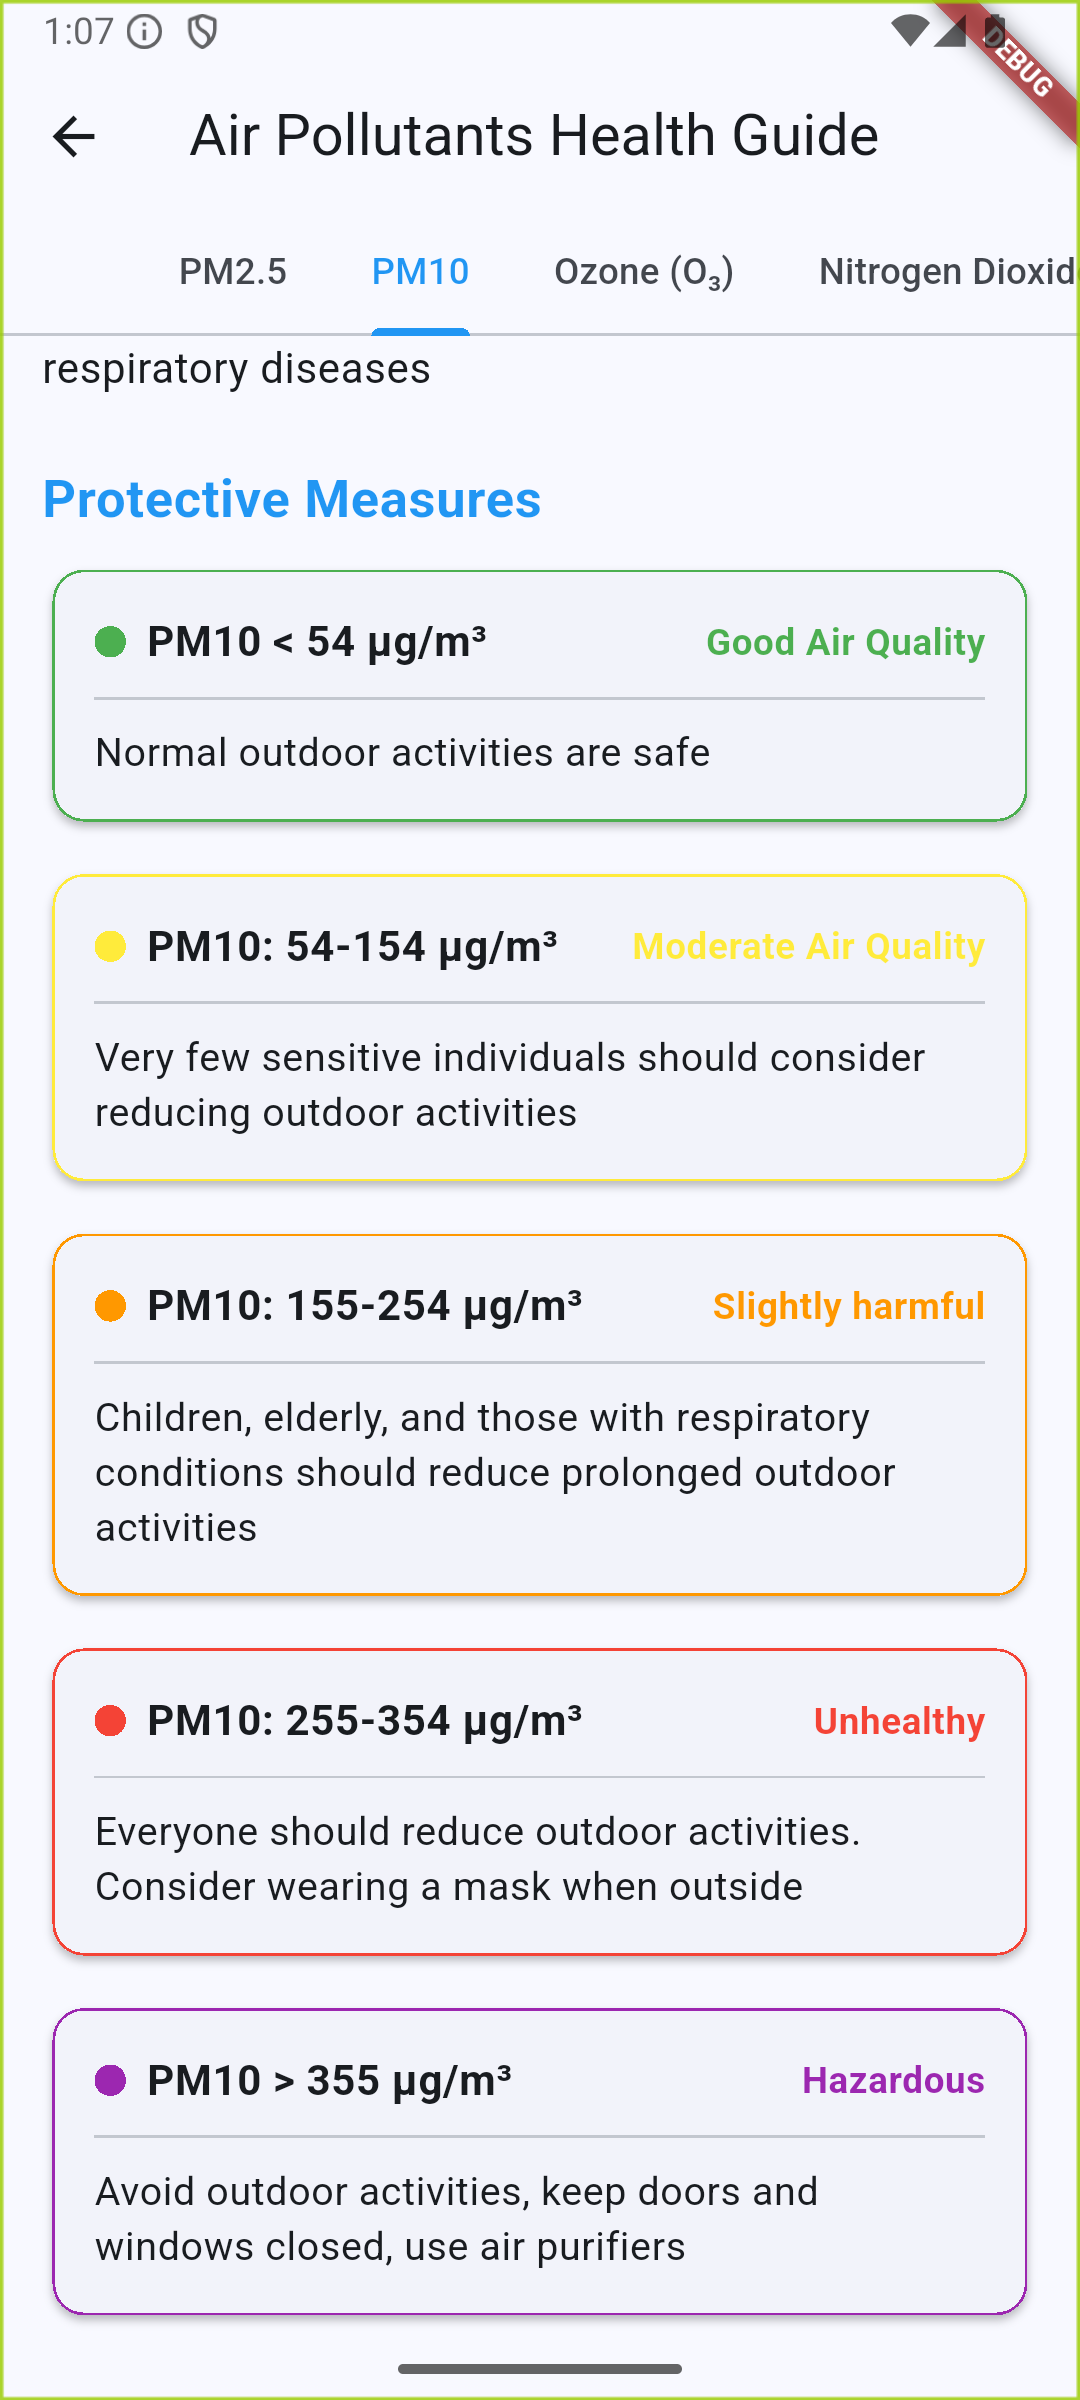 1:07
DEBUG
Air Pollutants Health Guide
PM2.5 PM10 Ozone (O₃) Nitrogen Dioxid
respiratory diseases
Protective Measures
PM10 < 54 µg/m³ Good Air Quality
Normal outdoor activities are safe
PM10: 54-154 µg/m³ Moderate Air Quality
Very few sensitive individuals should consider
reducing outdoor activities
PM10: 155-254 µg/m³ Slightly harmful
Children, elderly, and those with respiratory
conditions should reduce prolonged outdoor
activities
PM10: 255-354 µg/m³ Unhealthy
Everyone should reduce outdoor activities.
Consider wearing a mask when outside
PM10 > 355 µg/m³ Hazardous
Avoid outdoor activities, keep doors and
windows closed, use air purifiers